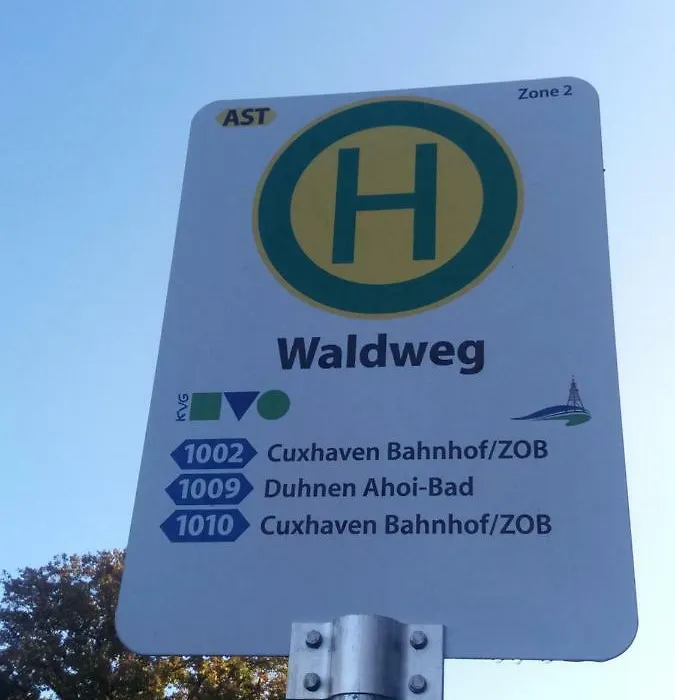 AST
Zone 2
H
Waldweg
KVG
1002 Cuxhaven Bahnhof/ZOB
1009 Duhnen Ahoi-Bad
1010 Cuxhaven Bahnhof/ZOB